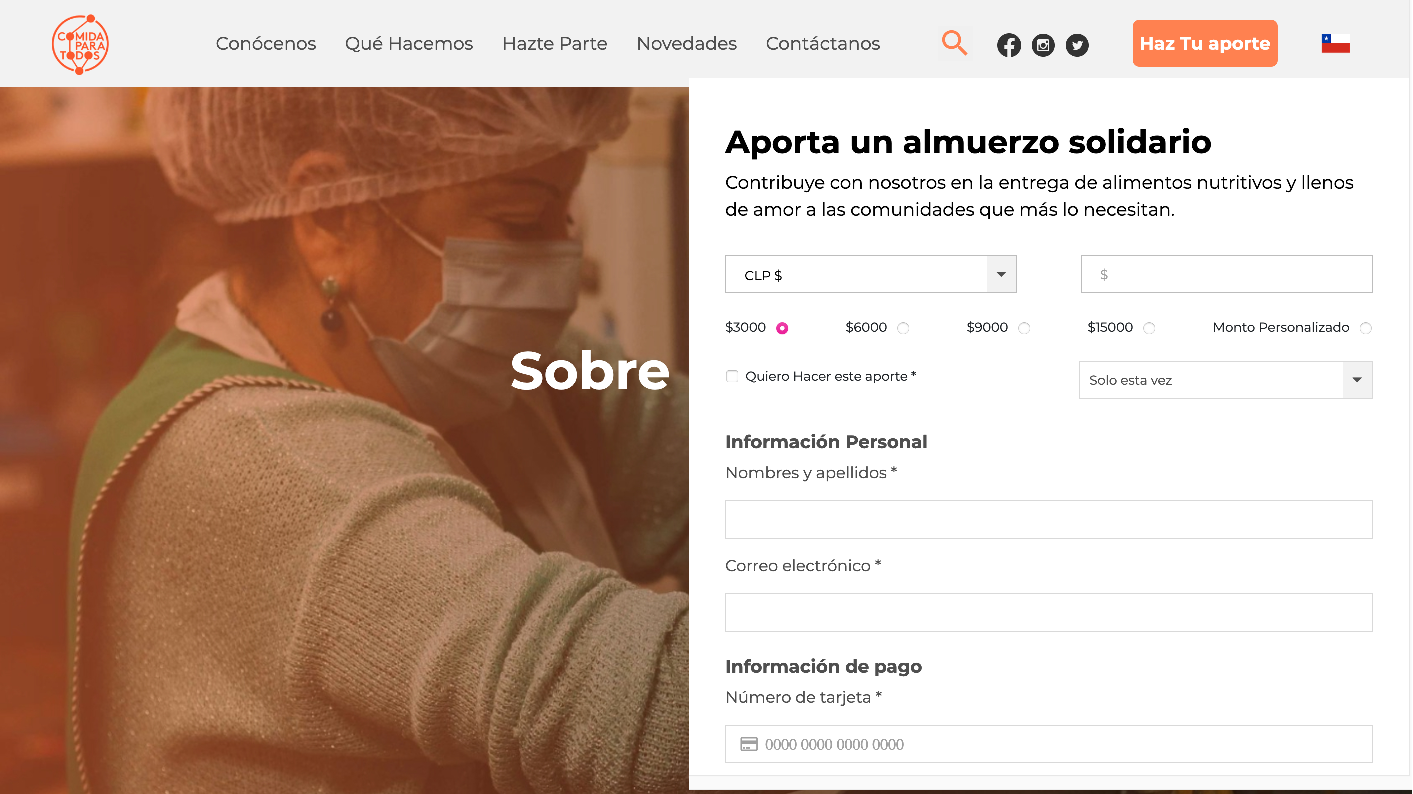 COMIDA
PARA
TODOS
Conócenos
Qué Hacemos
Hazte Parte
Novedades
Contáctanos
Haz Tu aporte
Sobre
Aporta un almuerzo solidario
Contribuye con nosotros en la entrega de alimentos nutritivos y llenos
de amor a las comunidades que más lo necesitan.
CLP $
$
$3000
$6000
$9000
$15000
Monto Personalizado
Quiero Hacer este aporte *
Solo esta vez
Información Personal
Nombres y apellidos *
Correo electrónico *
Información de pago
Número de tarjeta *
0000 0000 0000 0000